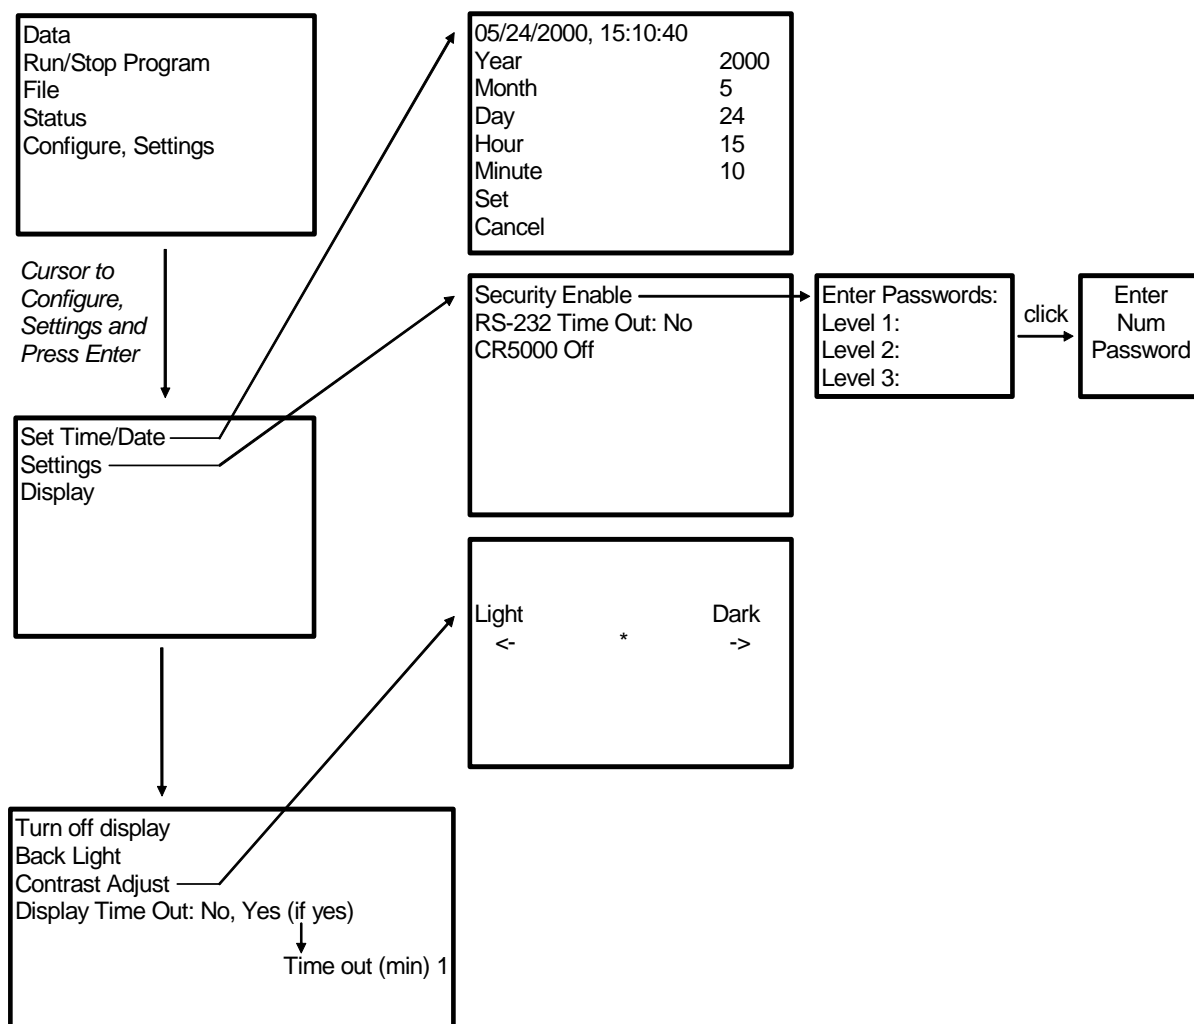 Data
Run/Stop Program
File
Status
Configure, Settings
Cursor to
Configure,
Settings and
Press Enter
Set Time/Date
Settings
Display
05/24/2000, 15:10:40
Year 2000
Month 5
Day 24
Hour 15
Minute 10
Set
Cancel
Security Enable
RS-232 Time Out: No
CR5000 Off
Enter Passwords:
Level 1:
Level 2:
Level 3:
click
Enter
Num
Password
Light Dark
<- * ->
Turn off display
Back Light
Contrast Adjust
Display Time Out: No, Yes (if yes)
Time out (min) 1